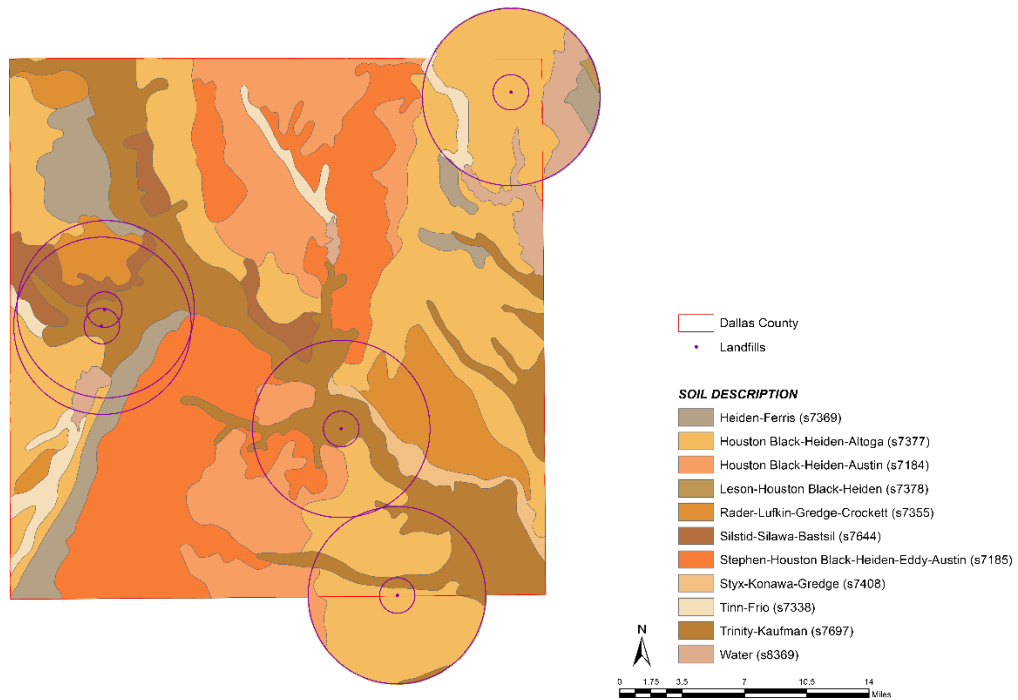 Dallas County
Landfills
SOIL DESCRIPTION
Heiden-Ferris (s7369)
Houston Black-Heiden-Altoga (s7377)
Houston Black-Heiden-Austin (s7184)
Leson-Houston Black-Heiden (s7378)
Rader-Lufkin-Gredge-Crockett (s7355)
Silstid-Silawa-Bastsil (s7644)
Stephen-Houston Black-Heiden-Eddy-Austin (s7185)
Styx-Konawa-Gredge (s7408)
Tinn-Frio (s7338)
Trinity-Kaufman (s7697)
Water (s8369)
N
0 1.75 3.5 7 10.5 14
Miles